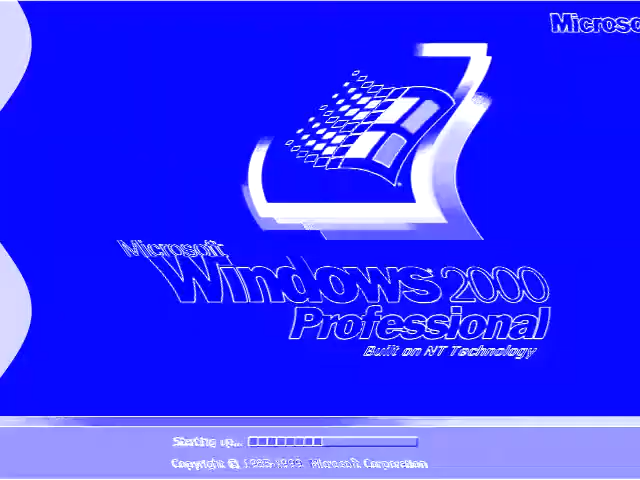 Microso
Microsoft
Windows 2000
Professional
Built on NT Technology
Starting up...
Copyright © 1985-1999 Microsoft Corporation